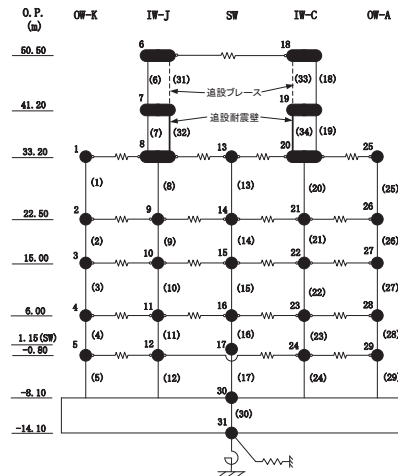 O.P. OW-K IW-J SW IW-C OW-A
(m)
50.50 6 18
(6) (31) (33) (18)
追設ブレース
41.20 7 19
追設耐震壁
(7) (32) (34) (19)
33.20 1 8 13 20 25
(1) (8) (13) (20) (25)
22.50 2 9 14 21 26
(2) (9) (14) (21) (26)
15.00 3 10 15 22 27
(3) (10) (15) (22) (27)
6.00 4 11 16 23 28
(4) (11) (16) (23) (28)
1.15(SW) 17
-0.80 5 12 24 29
(5) (12) (17) (24) (29)
-8.10 30
(30)
-14.10 31